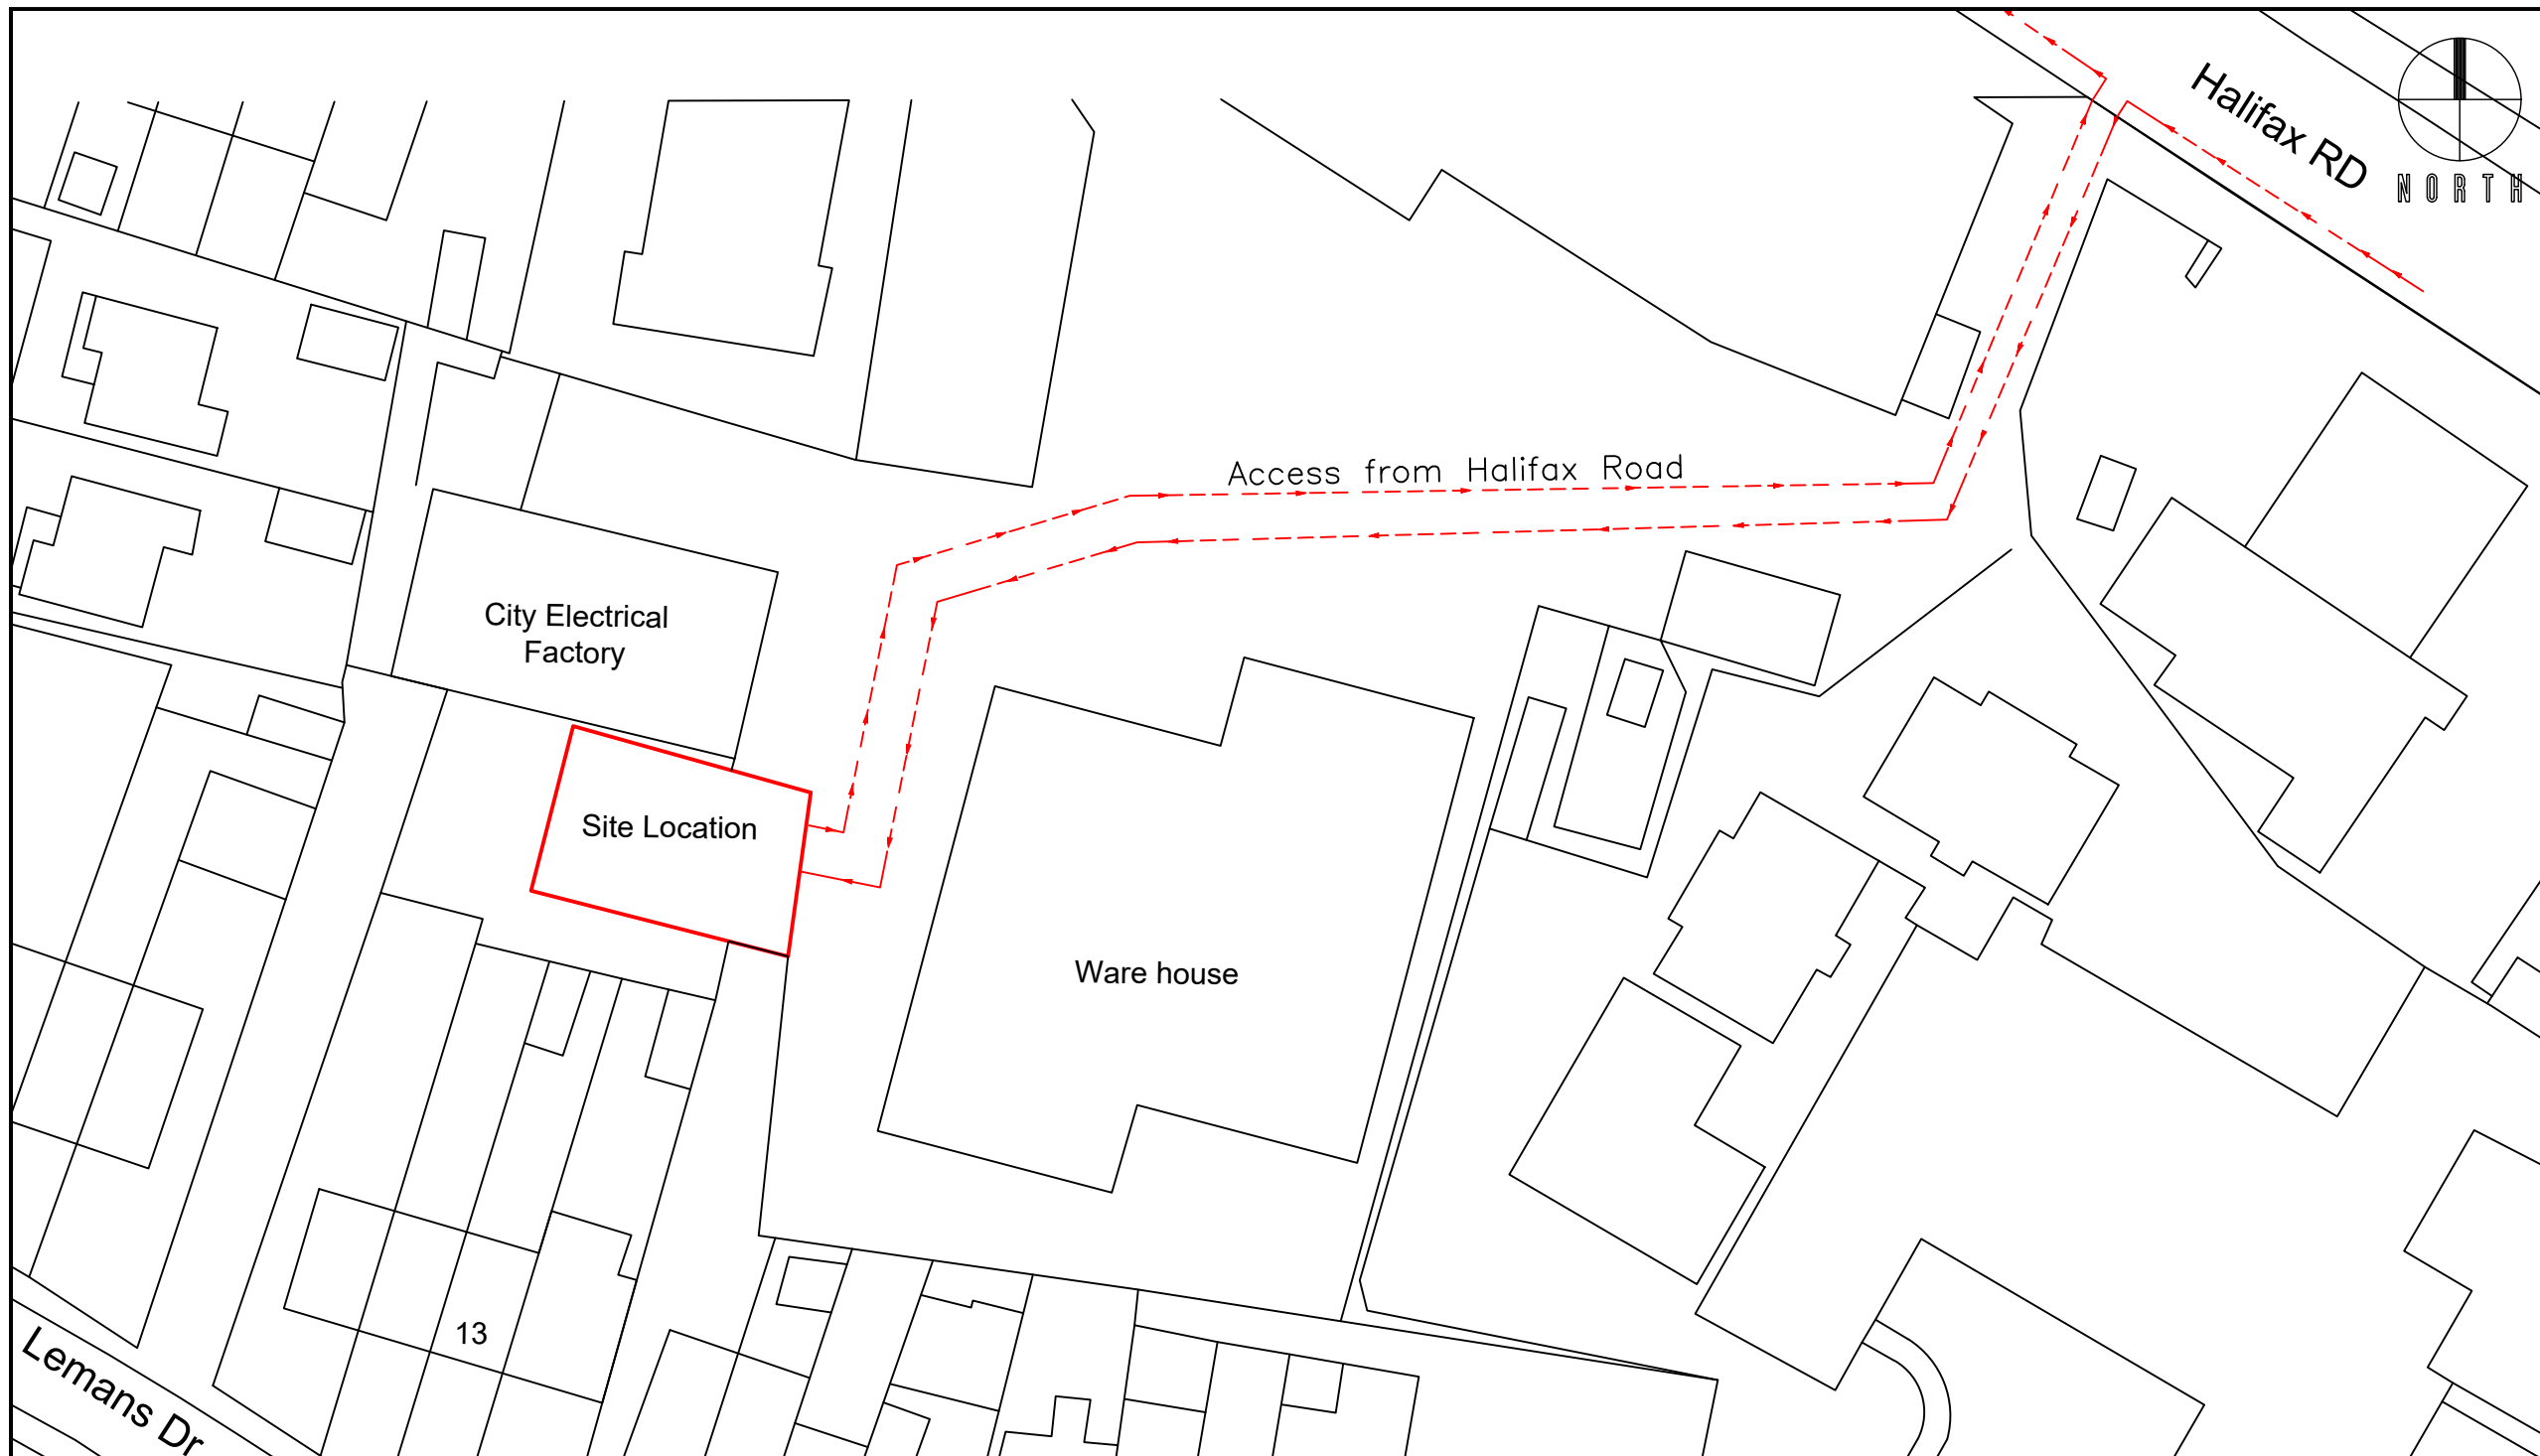 Halifax RD
NORTH
Access from Halifax Road
City Electrical
Factory
Site Location
Ware house
13
Lemans Dr